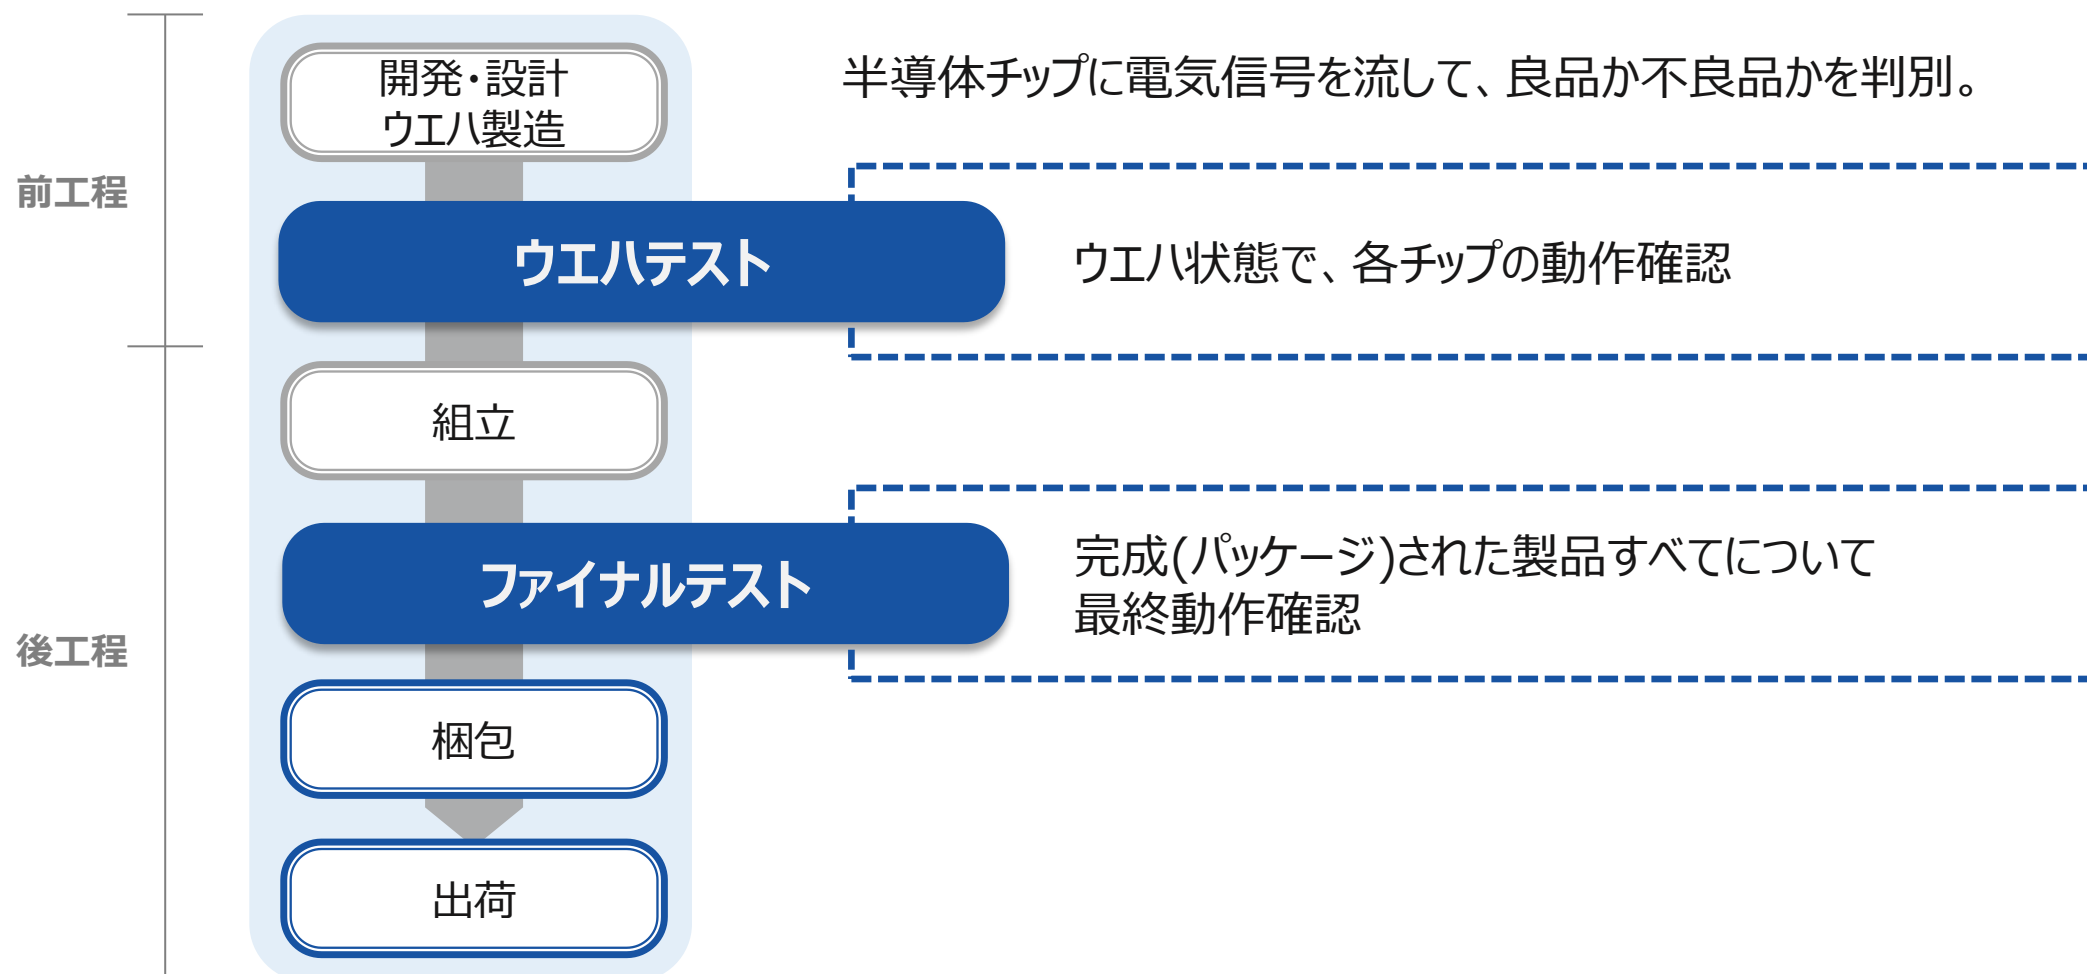 開発・設計
ウエハ製造
半導体チップに電気信号を流して、良品か不良品かを判別。
前工程
ウエハテスト
ウエハ状態で、各チップの動作確認
組立
ファイナルテスト
完成(パッケージ)された製品すべてについて
最終動作確認
後工程
梱包
出荷